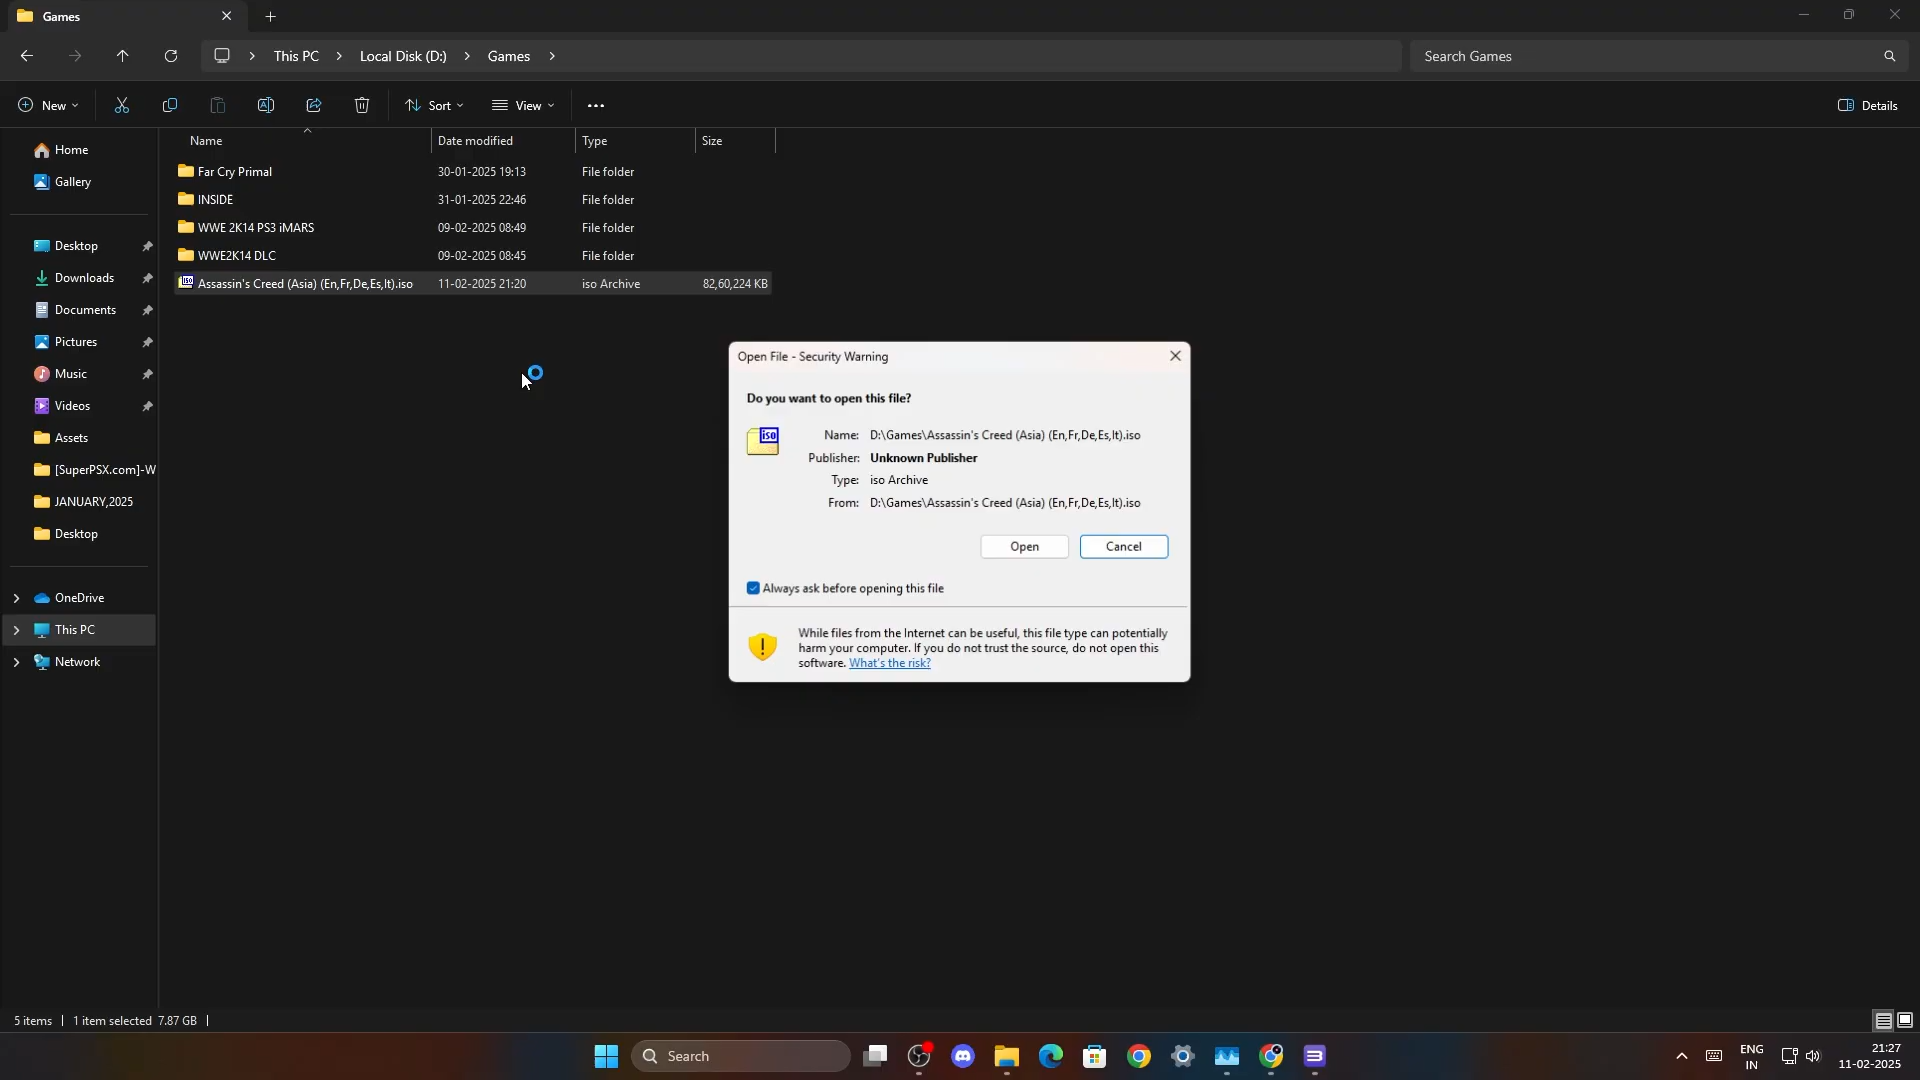 Games
This PC
Local Disk (D:)
Games
Search Games
New
Sort
View
Details
Name
Date modified
Type
Size
Home
Gallery
Desktop
Downloads
Documents
Pictures
Music
Videos
Assets
[SuperPSX.com]-W
JANUARY,2025
Desktop
OneDrive
This PC
Network
Far Cry Primal 30-01-2025 19:13 File folder
INSIDE 31-01-2025 22:46 File folder
WWE 2K14 PS3 iMARS 09-02-2025 08:49 File folder
WWE2K14 DLC 09-02-2025 08:45 File folder
Assassin's Creed (Asia) (En,Fr,De,Es,It).iso 11-02-2025 21:20 iso Archive 82,60,224 KB
Open File - Security Warning
Do you want to open this file?
iso
Name: D:\Games\Assassin's Creed (Asia) (En,Fr,De,Es,It).iso
Publisher: Unknown Publisher
Type: iso Archive
From: D:\Games\Assassin's Creed (Asia) (En,Fr,De,Es,It).iso
Open
Cancel
Always ask before opening this file
While files from the Internet can be useful, this file type can potentially
harm your computer. If you do not trust the source, do not open this
software. What's the risk?
5 items
1 item selected 7.87 GB
Search
ENG
IN
21:27
11-02-2025